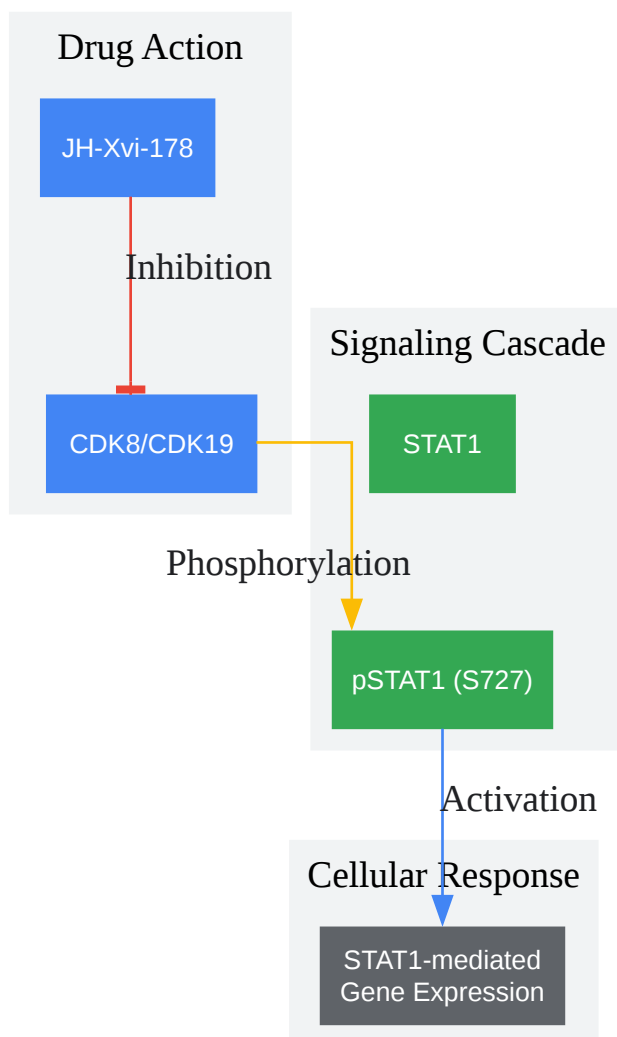 Drug Action
JH-Xvi-178
Inhibition
Signaling Cascade
CDK8/CDK19
STAT1
Phosphorylation
pSTAT1 (S727)
Activation
Cellular Response
STAT1-mediated
Gene Expression